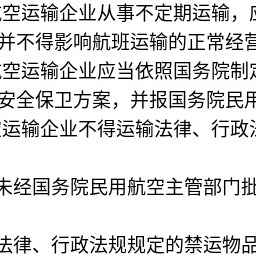 空运输企业从事不定期运输，应
并不得影响航班运输的正常经营
空运输企业应当依照国务院制定
安全保卫方案，并报国务院民用
运输企业不得运输法律、行政法
未经国务院民用航空主管部门批
法律、行政法规规定的禁运物品